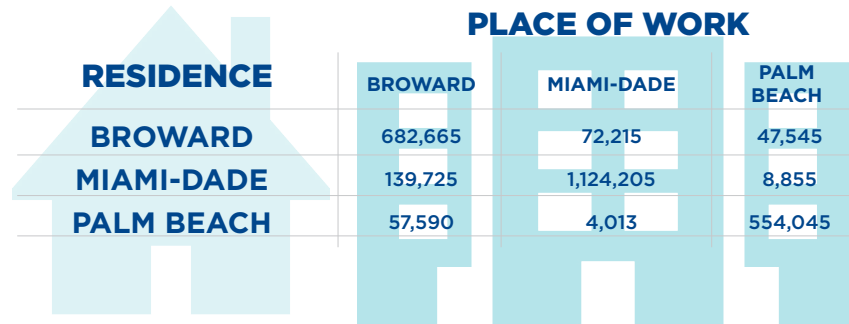 PLACE OF WORK
RESIDENCE
BROWARD MIAMI-DADE PALM BEACH
BROWARD 682,665 72,215 47,545
MIAMI-DADE 139,725 1,124,205 8,855
PALM BEACH 57,590 4,013 554,045